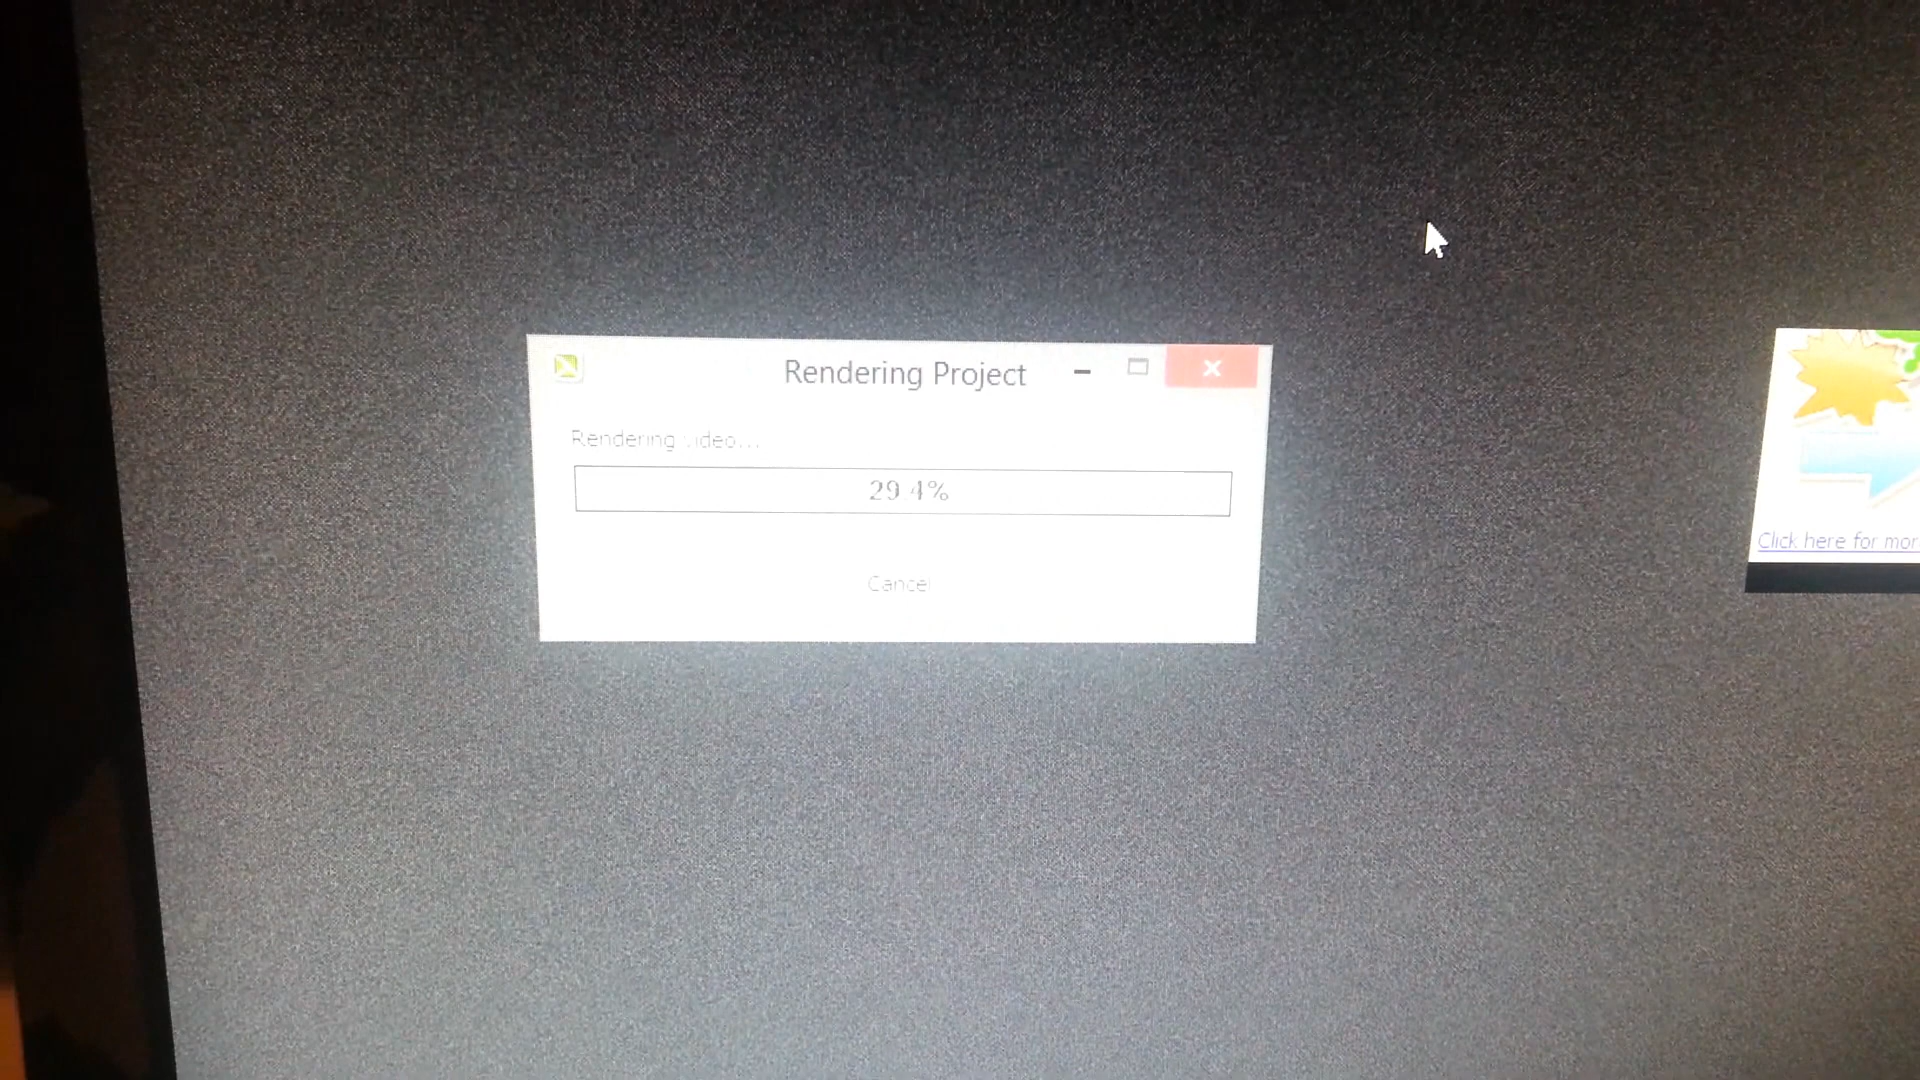 Rendering Project
Rendering video...
29.4%
Cancel
Click here for mor